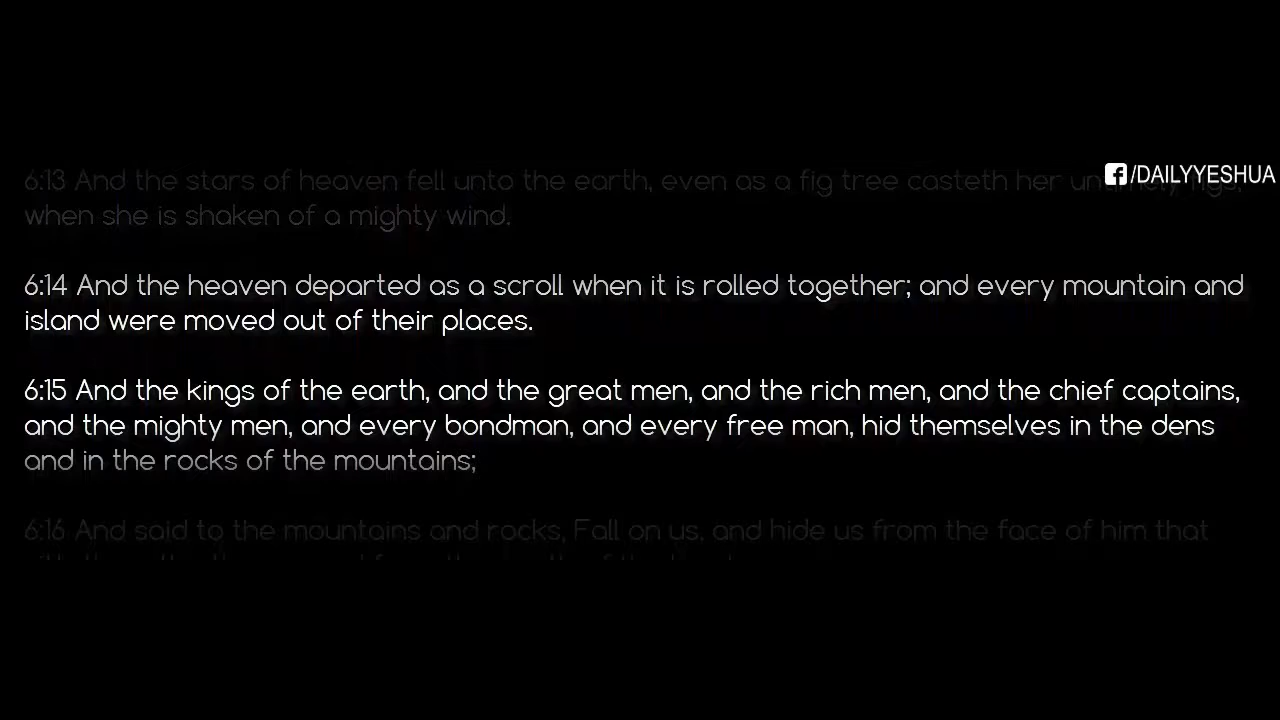 6:13 And the stars of heaven fell unto the earth, even as a fig tree casteth her
/DAILYYESHUA
when she is shaken of a mighty wind.
6:14 And the heaven departed as a scroll when it is rolled together; and every mountain and
island were moved out of their places.
6:15 And the kings of the earth, and the great men, and the rich men, and the chief captains,
and the mighty men, and every bondman, and every free man, hid themselves in the dens
and in the rocks of the mountains;
6:16 And said to the mountains and rocks, Fall on us, and hide us from the face of him that